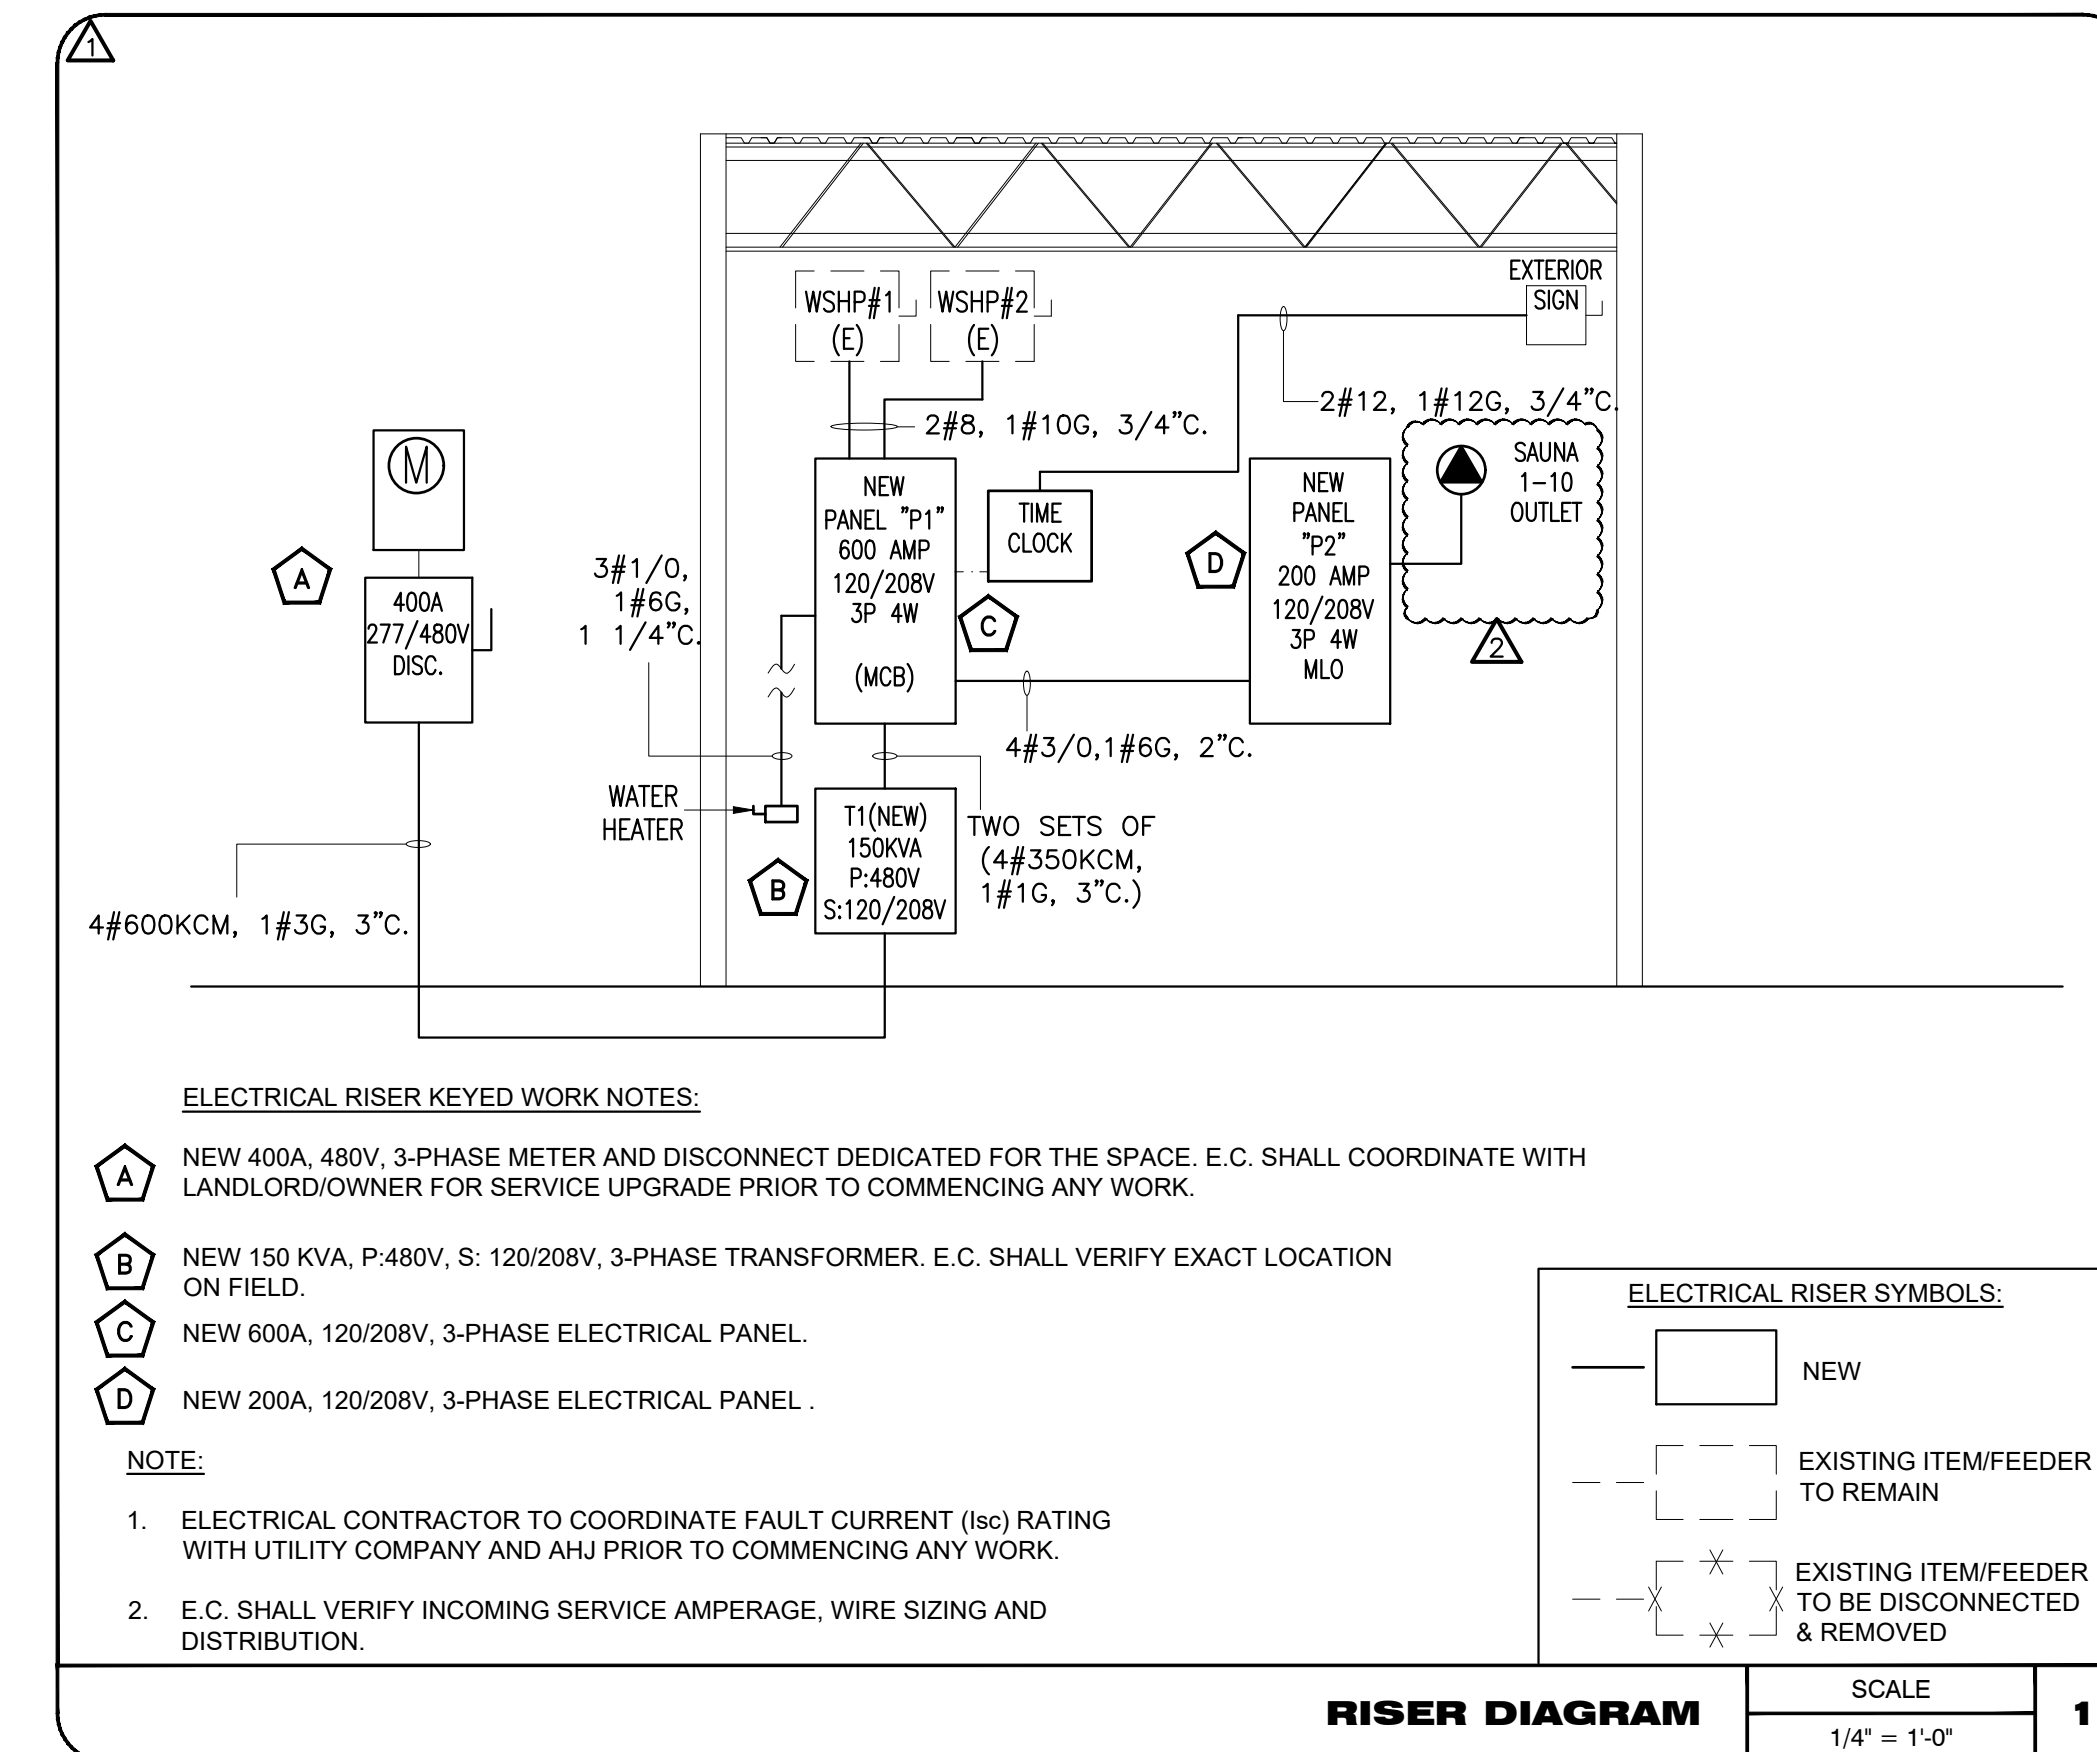 1
EXTERIOR
SIGN
WSHP#1
(E)
WSHP#2
(E)
2#12, 1#12G, 3/4"C.
2#8, 1#10G, 3/4"C.
M
A
400A
277/480V
DISC.
3#1/0,
1#6G,
1 1/4"C.
NEW
PANEL "P1"
600 AMP
120/208V
3P 4W
(MCB)
TIME
CLOCK
C
D
NEW
PANEL
"P2"
200 AMP
120/208V
3P 4W
MLO
SAUNA
1-10
OUTLET
2
4#3/0,1#6G, 2"C.
WATER
HEATER
B
T1(NEW)
150KVA
P:480V
S:120/208V
TWO SETS OF
(4#350KCM,
1#1G, 3"C.)
4#600KCM, 1#3G, 3"C.
ELECTRICAL RISER KEYED WORK NOTES:
A
NEW 400A, 480V, 3-PHASE METER AND DISCONNECT DEDICATED FOR THE SPACE. E.C. SHALL COORDINATE WITH
LANDLORD/OWNER FOR SERVICE UPGRADE PRIOR TO COMMENCING ANY WORK.
B
NEW 150 KVA, P:480V, S: 120/208V, 3-PHASE TRANSFORMER. E.C. SHALL VERIFY EXACT LOCATION
ON FIELD.
C
NEW 600A, 120/208V, 3-PHASE ELECTRICAL PANEL.
D
NEW 200A, 120/208V, 3-PHASE ELECTRICAL PANEL .
NOTE:
1. ELECTRICAL CONTRACTOR TO COORDINATE FAULT CURRENT (Isc) RATING
WITH UTILITY COMPANY AND AHJ PRIOR TO COMMENCING ANY WORK.
2. E.C. SHALL VERIFY INCOMING SERVICE AMPERAGE, WIRE SIZING AND
DISTRIBUTION.
ELECTRICAL RISER SYMBOLS:
NEW
EXISTING ITEM/FEEDER
TO REMAIN
EXISTING ITEM/FEEDER
TO BE DISCONNECTED
& REMOVED
RISER DIAGRAM
SCALE
1/4" = 1'-0"
1